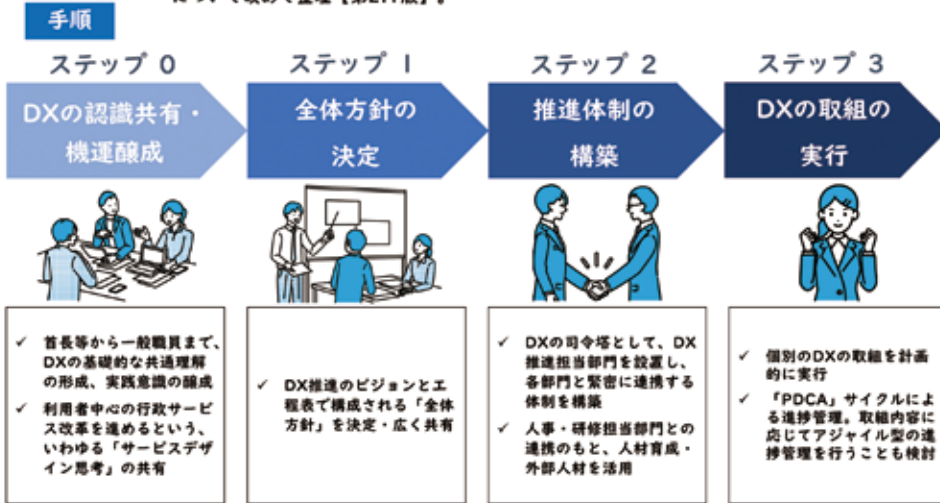 について改めて整理【第2.1版】。
手順
ステップ 0
ステップ 1
ステップ 2
ステップ 3
DXの認識共有・
機運醸成
全体方針の
決定
推進体制の
構築
DXの取組の
実行
✓ 首長等から一般職員まで、
DXの基礎的な共通理解
の形成、実践意識の醸成
✓ 利用者中心の行政サービ
ス改革を進めるという、
いわゆる「サービスデザ
イン思考」の共有
✓ DX推進のビジョンと工
程表で構成される「全体
方針」を決定・広く共有
✓ DXの司令塔として、DX
推進担当部門を設置し、
各部門と緊密に連携する
体制を構築
✓ 人事・研修担当部門との
連携のもと、人材育成・
外部人材を活用
✓ 個別のDXの取組を計画
的に実行
✓ 「PDCA」サイクルによ
る進捗管理。取組内容に
応じてアジャイル型の進
捗管理を行うことも検討